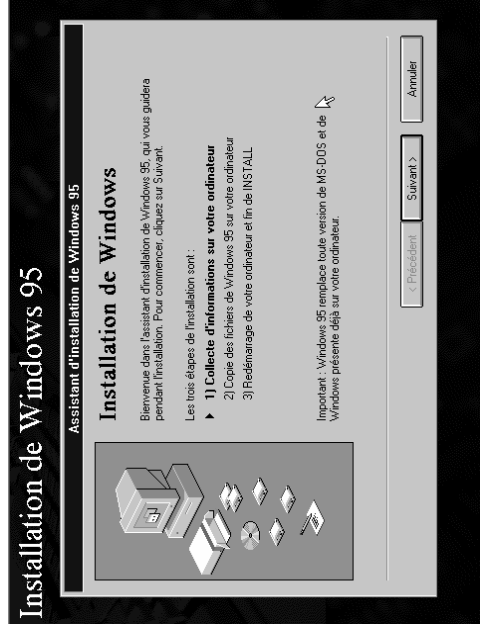 Installation de Windows 95
Assistant d'installation de Windows 95
Installation de Windows
Bienvenue dans l'assistant d'installation de Windows 95, qui vous guidera
pendant l'installation. Pour commencer, cliquez sur Suivant.
Les trois étapes de l'installation sont :
1) Collecte d'informations sur votre ordinateur
2) Copie des fichiers de Windows 95 sur votre ordinateur
3) Redémarrage de votre ordinateur et fin de INSTALL
Important : Windows 95 remplace toute version de MS-DOS et de
Windows présente déjà sur votre ordinateur.
< Précédent
Suivant >
Annuler